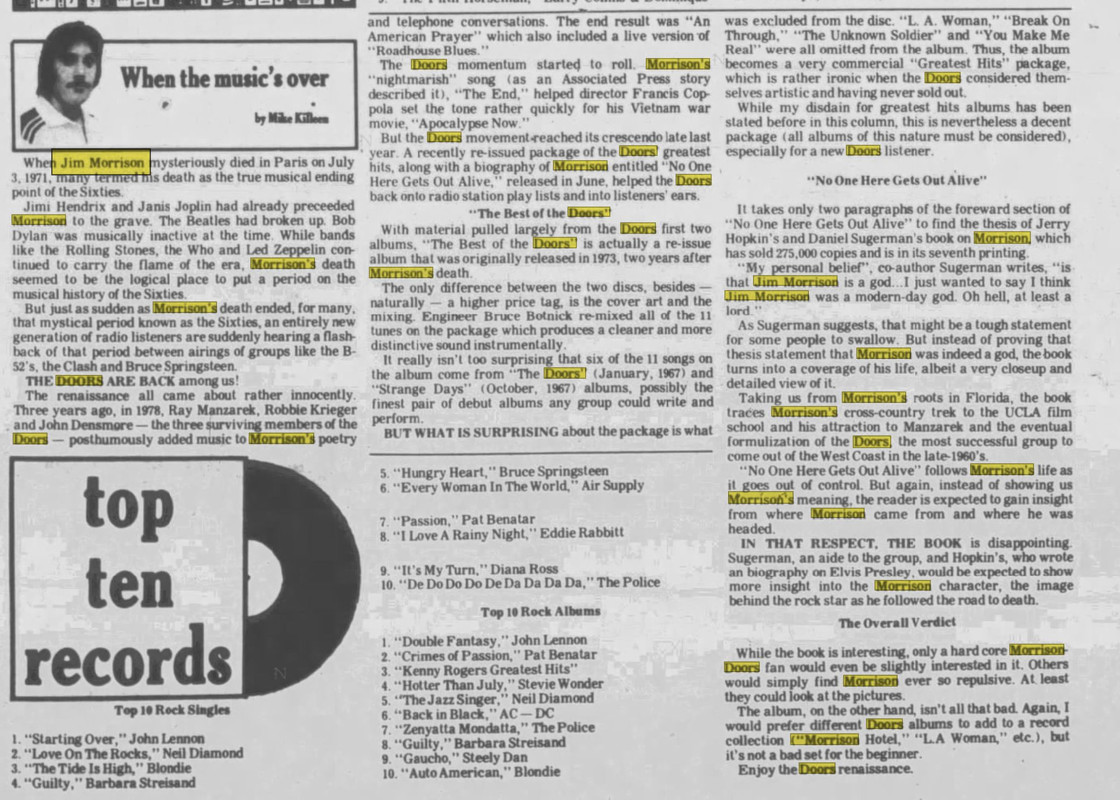 When the music's over
by Mike Killeen
When Jim Morrison mysteriously died in Paris on July
3, 1971, many termed his death as the true musical ending
point of the Sixties.
Jimi Hendrix and Janis Joplin had already preceeded
Morrison to the grave. The Beatles had broken up. Bob
Dylan was musically inactive at the time. While bands
like the Rolling Stones, the Who and Led Zeppelin con-
tinued to carry the flame of the era, Morrison's death
seemed to be the logical place to put a period on the
musical history of the Sixties.
But just as sudden as Morrison's death ended, for many,
that mystical period known as the Sixties, an entirely new
generation of radio listeners are suddenly hearing a flash-
back of that period between airings of groups like the B-
52's, the Clash and Bruce Springsteen.
THE DOORS ARE BACK among us!
The renaissance all came about rather innocently.
Three years ago, in 1978, Ray Manzarek, Robbie Krieger
and John Densmore — the three surviving members of the
Doors — posthumously added music to Morrison's poetry
and telephone conversations. The end result was "An
American Prayer" which also included a live version of
"Roadhouse Blues."
The Doors momentum started to roll. Morrison's
"nightmarish" song (as an Associated Press story
described it), "The End," helped director Francis Cop-
pola set the tone rather quickly for his Vietnam war
movie, "Apocalypse Now."
But the Doors movement reached its crescendo late last
year. A recently re-issued package of the Doors' greatest
hits, along with a biography of Morrison entitled "No One
Here Gets Out Alive," released in June, helped the Doors
back onto radio station play lists and into listeners' ears.
"The Best of the Doors"
With material pulled largely from the Doors first two
albums, "The Best of the Doors" is actually a re-issue
album that was originally released in 1973, two years after
Morrison's death.
The only difference between the two discs, besides —
naturally — a higher price tag, is the cover art and the
mixing. Engineer Bruce Botnick re-mixed all of the 11
tunes on the package which produces a cleaner and more
distinctive sound instrumentally.
It really isn't too surprising that six of the 11 songs on
the album come from "The Doors" (January, 1967) and
"Strange Days" (October, 1967) albums, possibly the
finest pair of debut albums any group could write and
perform.
BUT WHAT IS SURPRISING about the package is what
was excluded from the disc. "L. A. Woman," "Break On
Through," "The Unknown Soldier" and "You Make Me
Real" were all omitted from the album. Thus, the album
becomes a very commercial "Greatest Hits" package,
which is rather ironic when the Doors considered them-
selves artistic and having never sold out.
While my disdain for greatest hits albums has been
stated before in this column, this is nevertheless a decent
package (all albums of this nature must be considered),
especially for a new Doors listener.
"No One Here Gets Out Alive"
It takes only two paragraphs of the foreward section of
"No One Here Gets Out Alive" to find the thesis of Jerry
Hopkin's and Daniel Sugerman's book on Morrison, which
has sold 275,000 copies and is in its seventh printing.
"My personal belief", co-author Sugerman writes, "is
that Jim Morrison is a god...I just wanted to say I think
Jim Morrison was a modern-day god. Oh hell, at least a
lord."
As Sugerman suggests, that might be a tough statement
for some people to swallow. But instead of proving that
thesis statement that Morrison was indeed a god, the book
turns into a coverage of his life, albeit a very closeup and
detailed view of it.
Taking us from Morrison's roots in Florida, the book
traces Morrison's cross-country trek to the UCLA film
school and his attraction to Manzarek and the eventual
formulization of the Doors, the most successful group to
come out of the West Coast in the late-1960's.
"No One Here Gets Out Alive" follows Morrison's life as
it goes out of control. But again, instead of showing us
Morrison's meaning, the reader is expected to gain insight
from where Morrison came from and where he was
headed.
IN THAT RESPECT, THE BOOK is disappointing.
Sugerman, an aide to the group, and Hopkin's, who wrote
an biography on Elvis Presley, would be expected to show
more insight into the Morrison character, the image
behind the rock star as he followed the road to death.
The Overall Verdict
While the book is interesting, only a hard core Morrison-
Doors fan would even be slightly interested in it. Others
would simply find Morrison ever so repulsive. At least
they could look at the pictures.
The album, on the other hand, isn't all that bad. Again, I
would prefer different Doors albums to add to a record
collection ("Morrison Hotel," "L.A Woman," etc.), but
it's not a bad set for the beginner.
Enjoy the Doors renaissance.
top
ten
records
Top 10 Rock Singles
1. "Starting Over," John Lennon
2. "Love On The Rocks," Neil Diamond
3. "The Tide Is High," Blondie
4. "Guilty," Barbara Streisand
5. "Hungry Heart," Bruce Springsteen
6. "Every Woman In The World," Air Supply
7. "Passion," Pat Benatar
8. "I Love A Rainy Night," Eddie Rabbitt
9. "It's My Turn," Diana Ross
10. "De Do Do Do De Da Da Da Da," The Police
Top 10 Rock Albums
1. "Double Fantasy," John Lennon
2. "Crimes of Passion," Pat Benatar
3. "Kenny Rogers Greatest Hits"
4. "Hotter Than July," Stevie Wonder
5. "The Jazz Singer," Neil Diamond
6. "Back in Black," AC — DC
7. "Zenyatta Mondatta," The Police
8. "Guilty," Barbara Streisand
9. "Gaucho," Steely Dan
10. "Auto American," Blondie